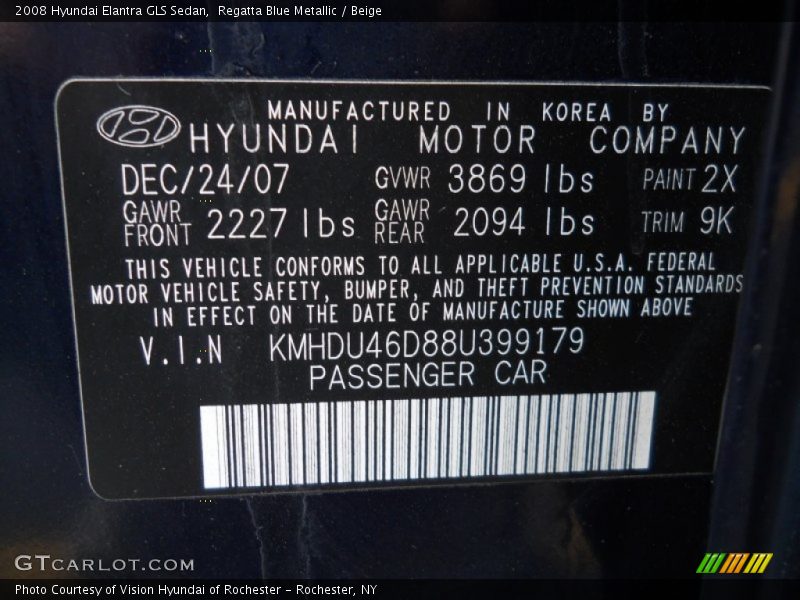 2008 Hyundai Elantra GLS Sedan,  Regatta Blue Metallic / Beige
MANUFACTURED IN KOREA BY
HYUNDAI MOTOR COMPANY
DEC/24/07 GVWR 3869 lbs PAINT 2X
GAWR FRONT 2227 lbs GAWR REAR 2094 lbs TRIM 9K
THIS VEHICLE CONFORMS TO ALL APPLICABLE U.S.A. FEDERAL
MOTOR VEHICLE SAFETY, BUMPER, AND THEFT PREVENTION STANDARDS
IN EFFECT ON THE DATE OF MANUFACTURE SHOWN ABOVE
V.I.N KMHDU46D88U399179
PASSENGER CAR
GTCARLOT.COM
Photo Courtesy of Vision Hyundai of Rochester - Rochester, NY